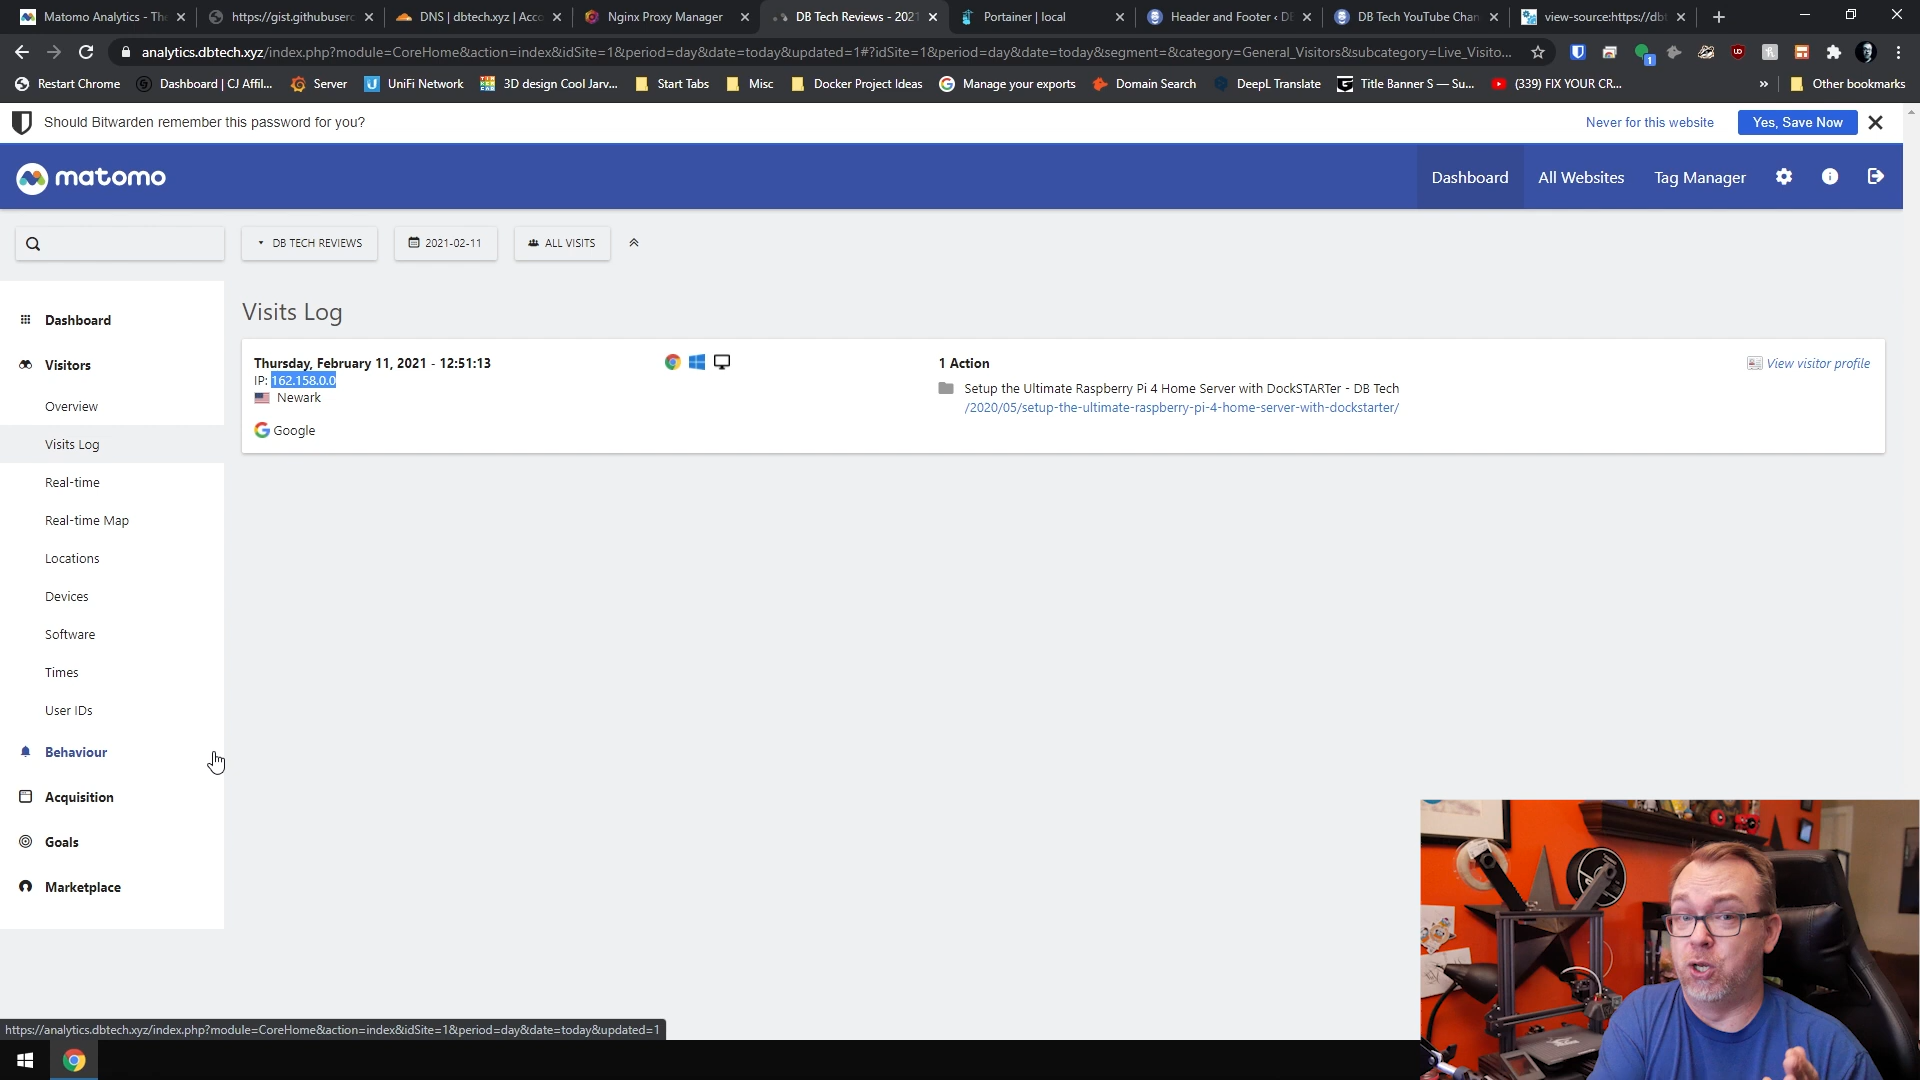 Matomo Analytics - Th
https://gist.githubuserc
DNS | dbtech.xyz | Acco
Nginx Proxy Manager
DB Tech Reviews - 2021
Portainer | local
Header and Footer ‹ DB
DB Tech YouTube Chan
view-source:https://dbt
analytics.dbtech.xyz/index.php?module=CoreHome&action=index&idSite=1&period=day&date=today&updated=1#?idSite=1&period=day&date=today&segment=&category=General_Visitors&subcategory=Live_Visito...
1
Restart Chrome
Dashboard | CJ Affil...
Server
UniFi Network
3D design Cool Jarv...
Start Tabs
Misc
Docker Project Ideas
Manage your exports
Domain Search
DeepL Translate
Title Banner S — Su...
(339) FIX YOUR CR...
»
Other bookmarks
Should Bitwarden remember this password for you?
Never for this website
Yes, Save Now
matomo
Dashboard
All Websites
Tag Manager
DB TECH REVIEWS
2021-02-11
ALL VISITS
Dashboard
Visitors
Overview
Visits Log
Real-time
Real-time Map
Locations
Devices
Software
Times
User IDs
Behaviour
Acquisition
Goals
Marketplace
Visits Log
Thursday, February 11, 2021 - 12:51:13
IP: 162.158.0.0
Newark
Google
1 Action
Setup the Ultimate Raspberry Pi 4 Home Server with DockSTARTer - DB Tech
/2020/05/setup-the-ultimate-raspberry-pi-4-home-server-with-dockstarter/
View visitor profile
https://analytics.dbtech.xyz/index.php?module=CoreHome&action=index&idSite=1&period=day&date=today&updated=1